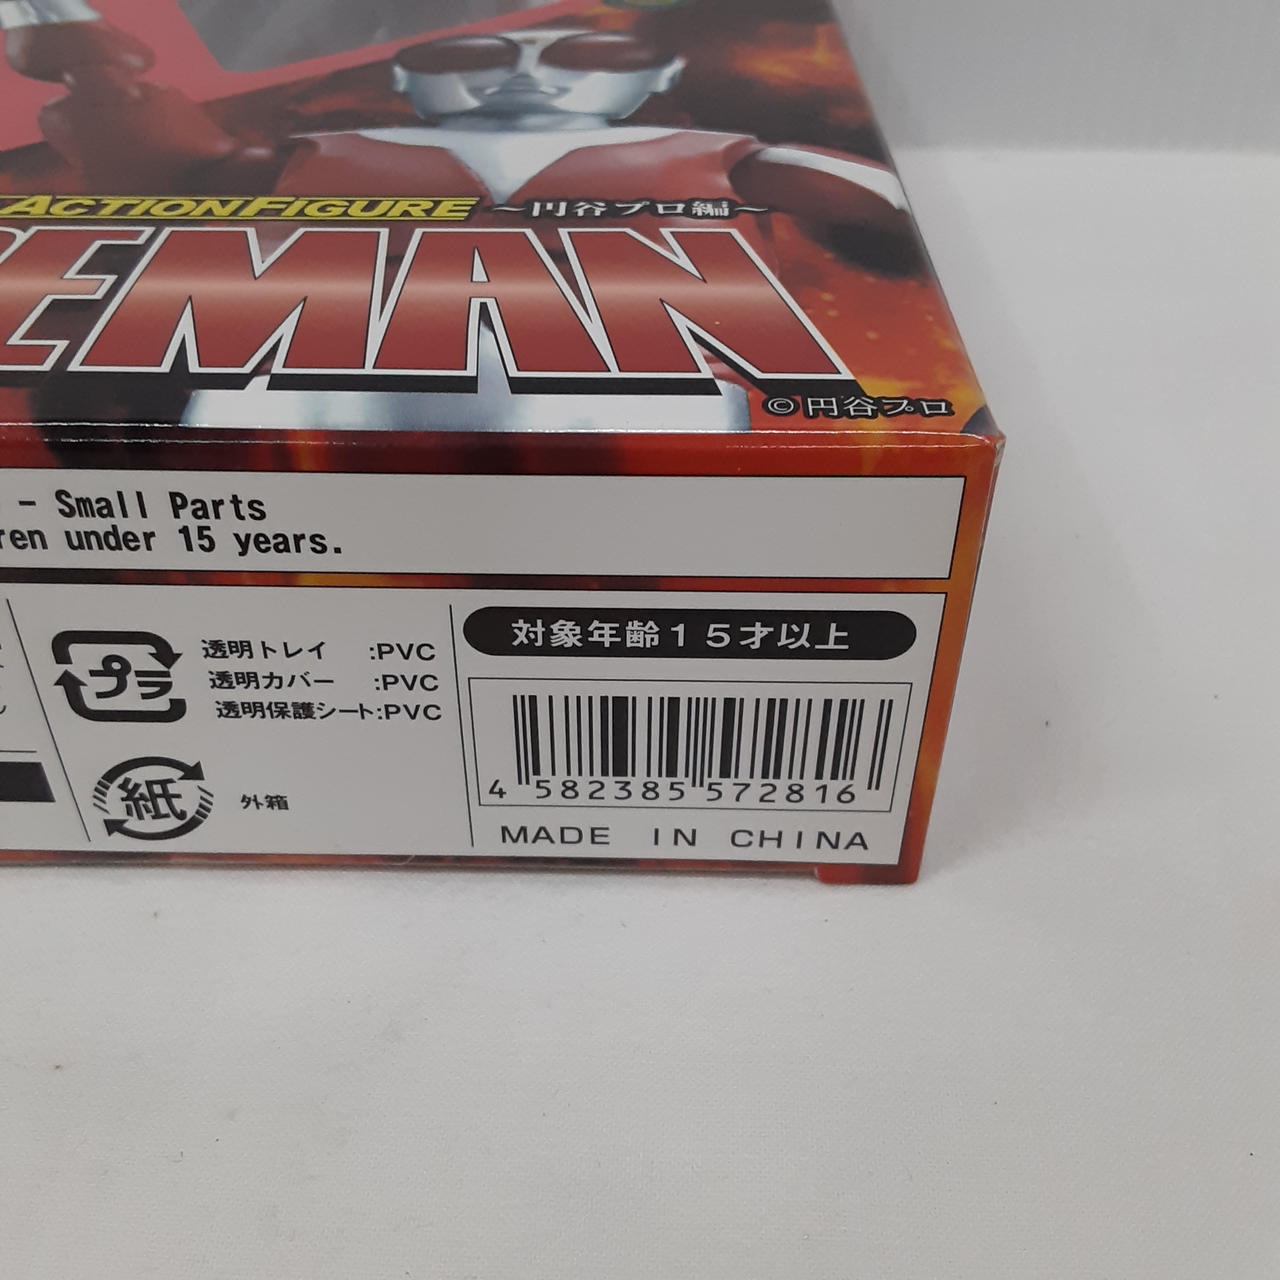 ACTION FIGURE ～円谷プロ編～
EMAN
© 円谷プロ
- Small Parts
ren under 15 years.
プラ
透明トレイ :PVC
透明カバー :PVC
透明保護シート:PVC
紙
外箱
対象年齢15才以上
4 582385 572816
MADE IN CHINA